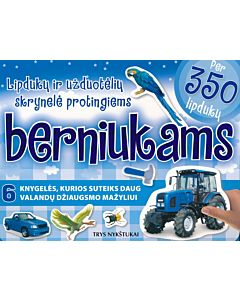 Lipdukų ir užduotėlių
skrynelė protingiems
per
350
lipdukų
berniukams
6
KNYGELĖS, KURIOS SUTEIKS DAUG
VALANDŲ DŽIAUGSMO MAŽYLIUI
TRYS NYKŠTUKAI